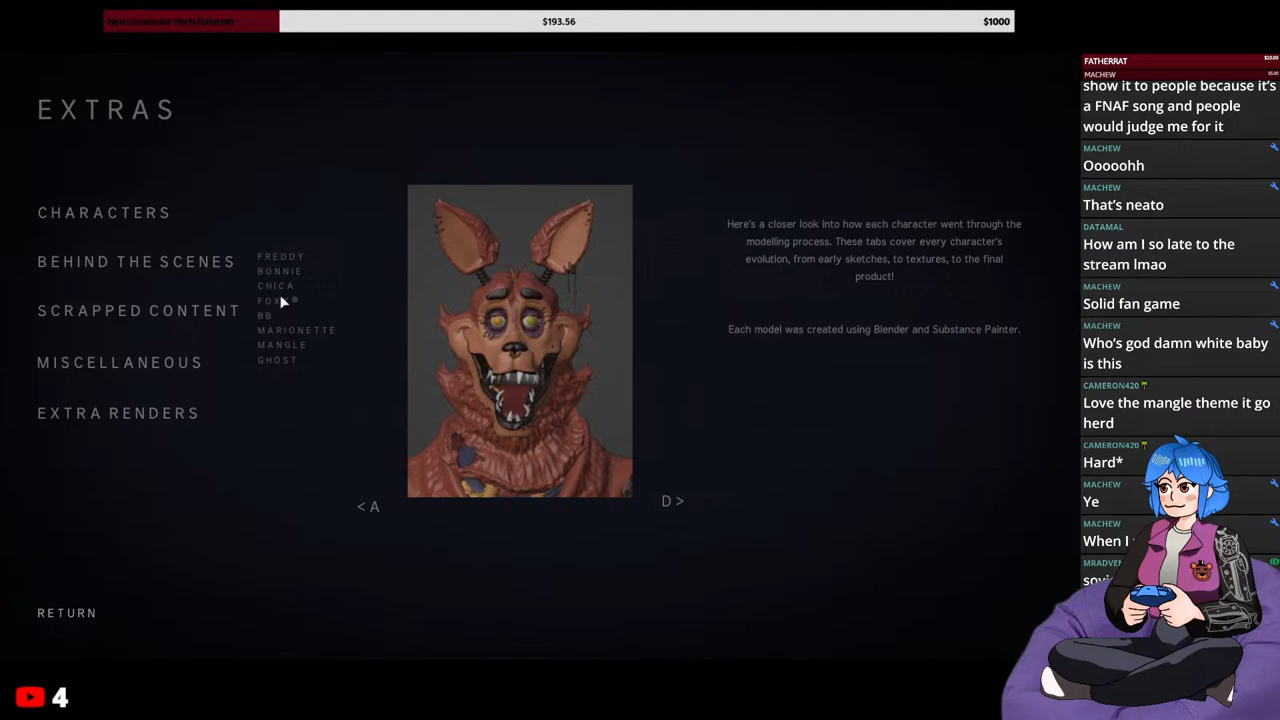 $193.56
$1000
EXTRAS
CHARACTERS
BEHIND THE SCENES
SCRAPPED CONTENT
MISCELLANEOUS
EXTRA RENDERS
RETURN
FREDDY
BONNIE
CHICA
FOXY
BB
MARIONETTE
MANGLE
GHOST
< A
D >
Here's a closer look into how each character went through the
modelling process. These tabs cover every character's
evolution, from early sketches, to textures, to the final
product!
Each model was created using Blender and Substance Painter.
FATHERRAT
$10.00
MACHEW
$5.00
show it to people because it's
a FNAF song and people
would judge me for it
MACHEW
Ooooohh
MACHEW
That's neato
DATAMAL
How am I so late to the
stream lmao
MACHEW
Solid fan game
MACHEW
Who's god damn white baby
is this
CAMERON420
Love the mangle theme it go
herd
CAMERON420
Hard*
MACHEW
Ye
MACHEW
When I
4